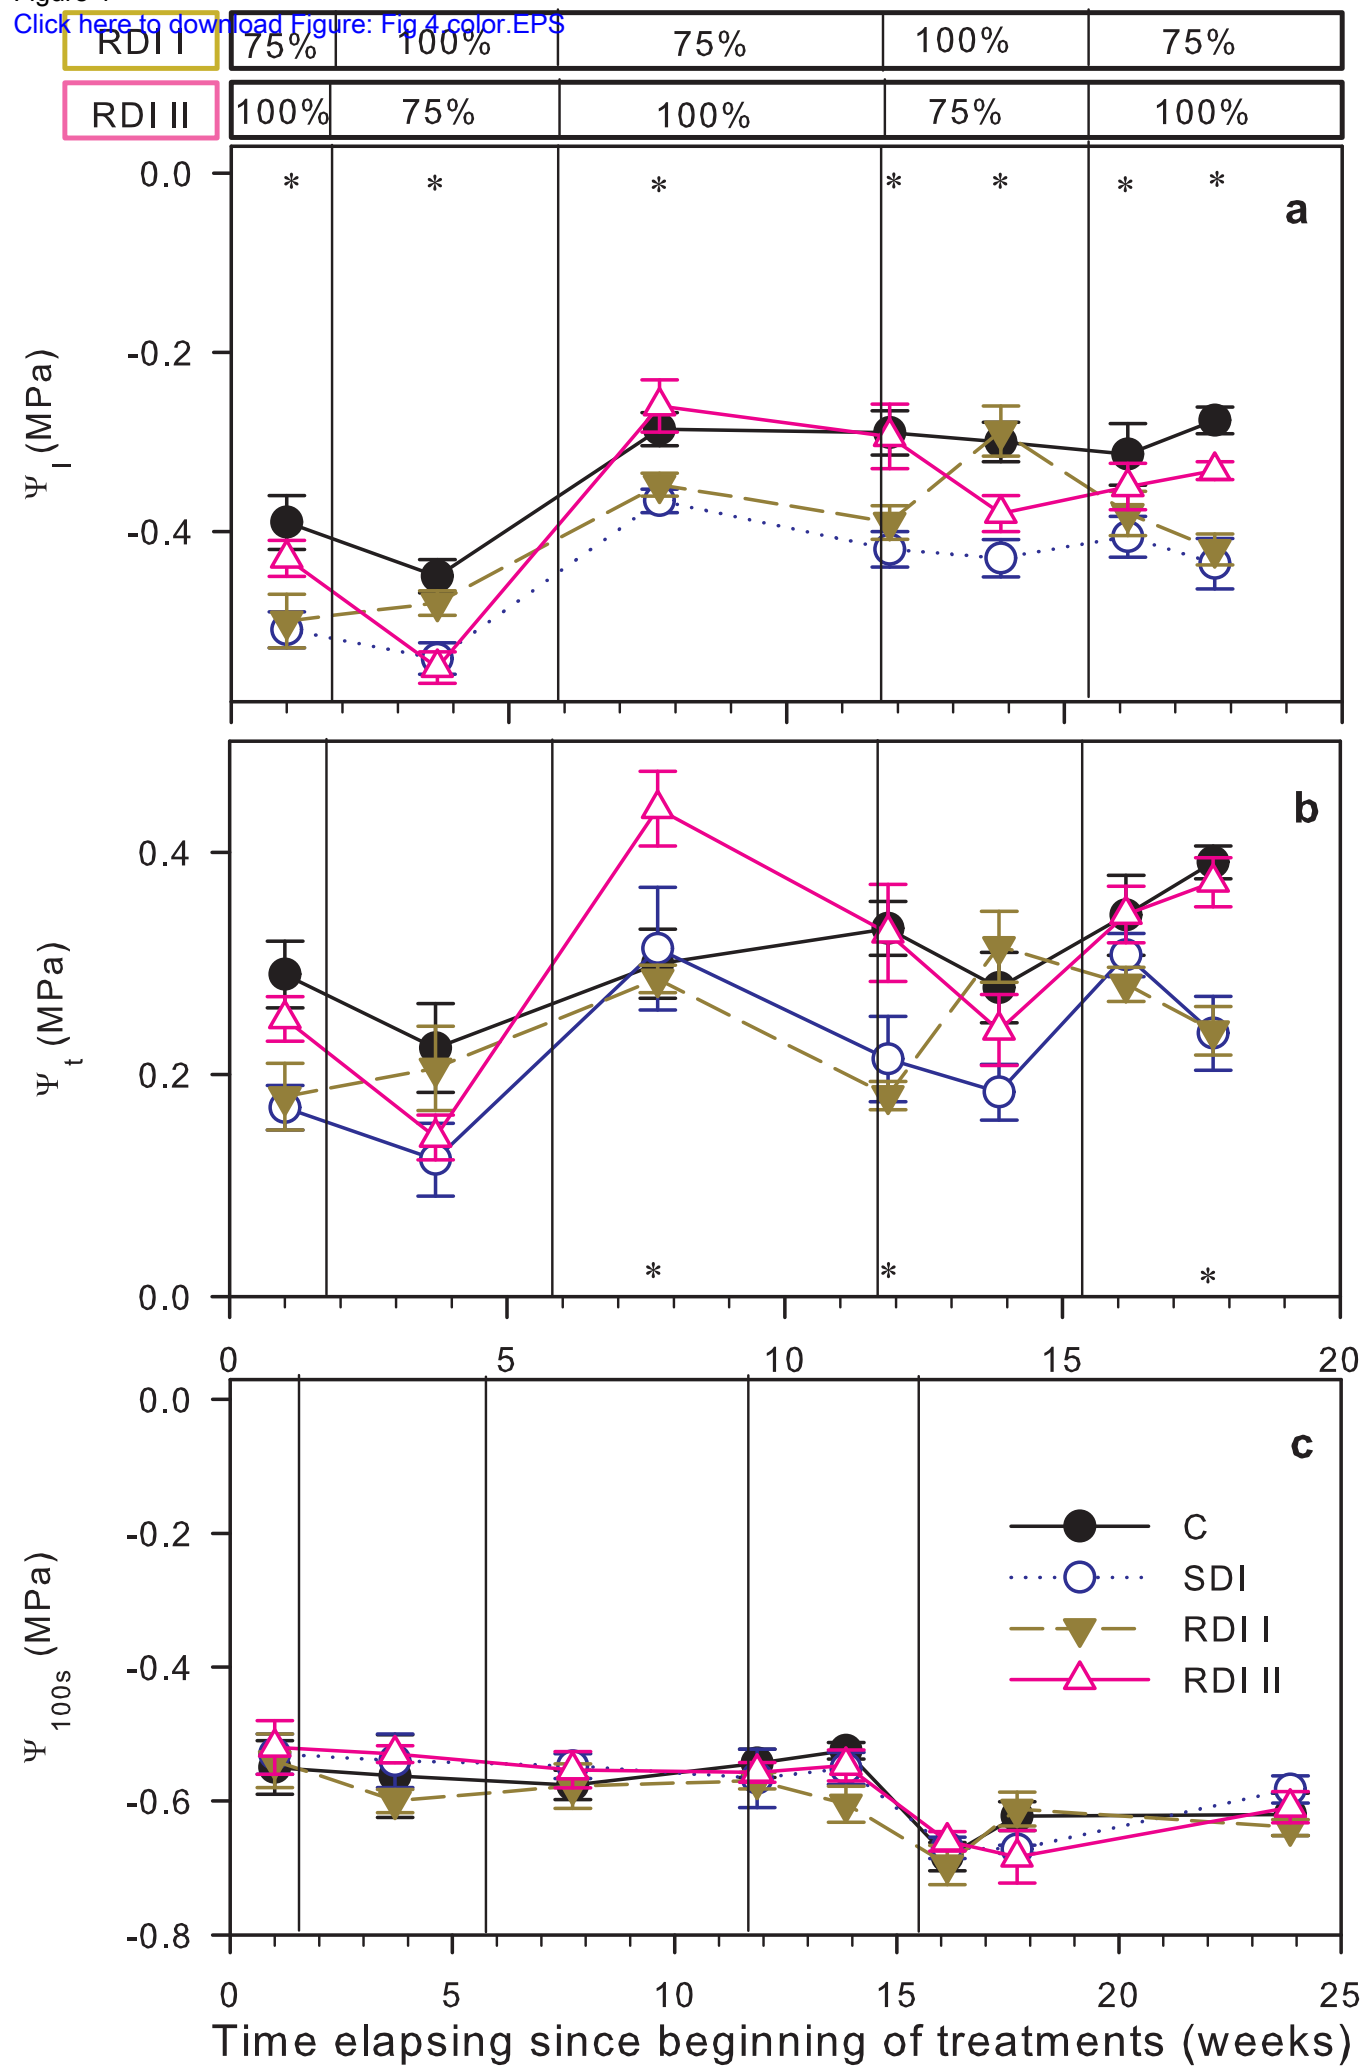 Click here to download Figure: Fig 4 color.EPS
RDI I 75% 100% 75% 100% 75%
RDI II 100% 75% 100% 75% 100%
0.0
* * * * * * *
a
-0.2
Ψ l (MPa)
-0.4
b
0.4
Ψ t (MPa)
0.2
* * *
0.0
0 5 10 15 20
0.0
c
-0.2
C
SDI
RDI I
RDI II
-0.4
Ψ 100s (MPa)
-0.6
-0.8
0 5 10 15 20 25
Time elapsing since beginning of treatments (weeks)